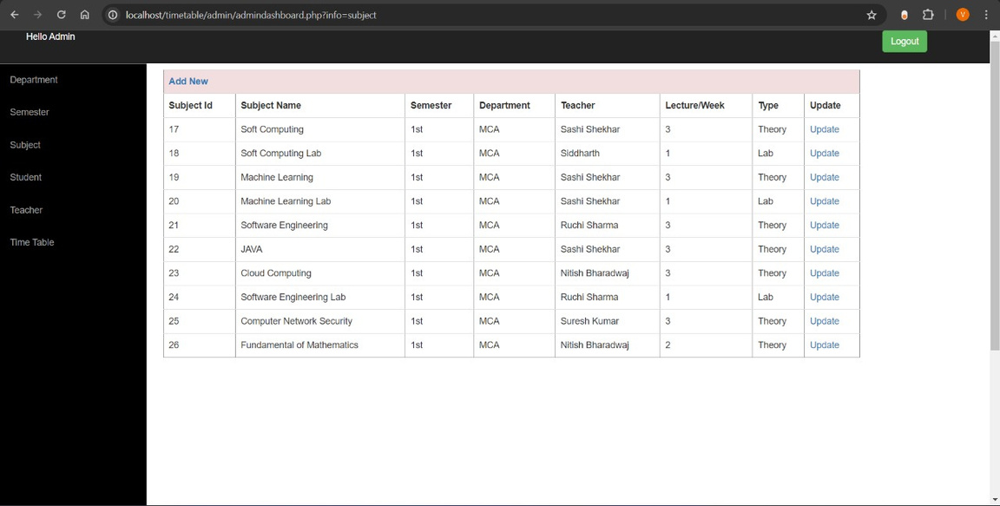 localhost/timetable/admin/admindashboard.php?info=subject
V
Hello Admin
Logout
Department
Semester
Subject
Student
Teacher
Time Table
Add New
Subject Id Subject Name Semester Department Teacher Lecture/Week Type Update
17 Soft Computing 1st MCA Sashi Shekhar 3 Theory Update
18 Soft Computing Lab 1st MCA Siddharth 1 Lab Update
19 Machine Learning 1st MCA Sashi Shekhar 3 Theory Update
20 Machine Learning Lab 1st MCA Sashi Shekhar 1 Lab Update
21 Software Engineering 1st MCA Ruchi Sharma 3 Theory Update
22 JAVA 1st MCA Sashi Shekhar 3 Theory Update
23 Cloud Computing 1st MCA Nitish Bharadwaj 3 Theory Update
24 Software Engineering Lab 1st MCA Ruchi Sharma 1 Lab Update
25 Computer Network Security 1st MCA Suresh Kumar 3 Theory Update
26 Fundamental of Mathematics 1st MCA Nitish Bharadwaj 2 Theory Update